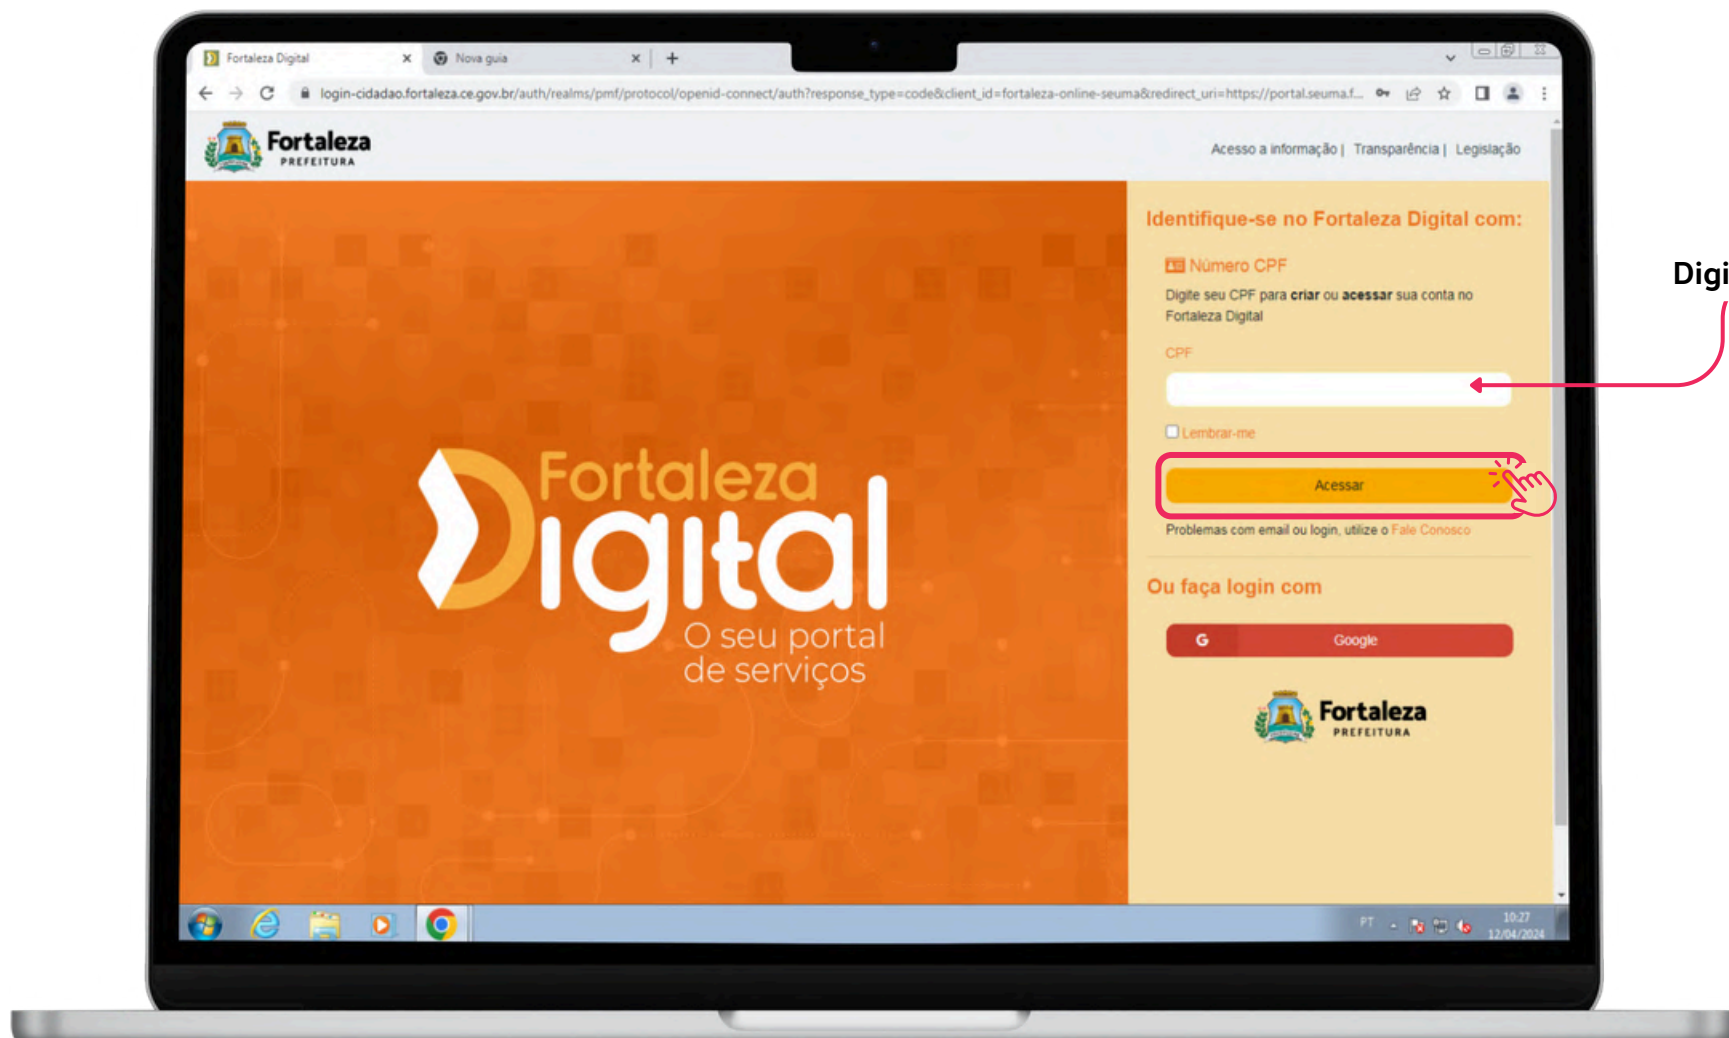 Fortaleza Digital
Nova guia
login-cidadao.fortaleza.ce.gov.br/auth/realms/pmf/protocol/openid-connect/auth?response_type=code&client_id=fortaleza-online-seuma&redirect_uri=https://portal.seuma.f...
Fortaleza
PREFEITURA
Acesso a informação | Transparência | Legislação
Identifique-se no Fortaleza Digital com:
Número CPF
Digite seu CPF para criar ou acessar sua conta no
Fortaleza Digital
CPF
Digi
Lembrar-me
Acessar
Problemas com email ou login, utilize o Fale Conosco
Ou faça login com
G Google
Fortaleza
PREFEITURA
Fortaleza
Digital
O seu portal
de serviços
PT
10:27
12/04/2024